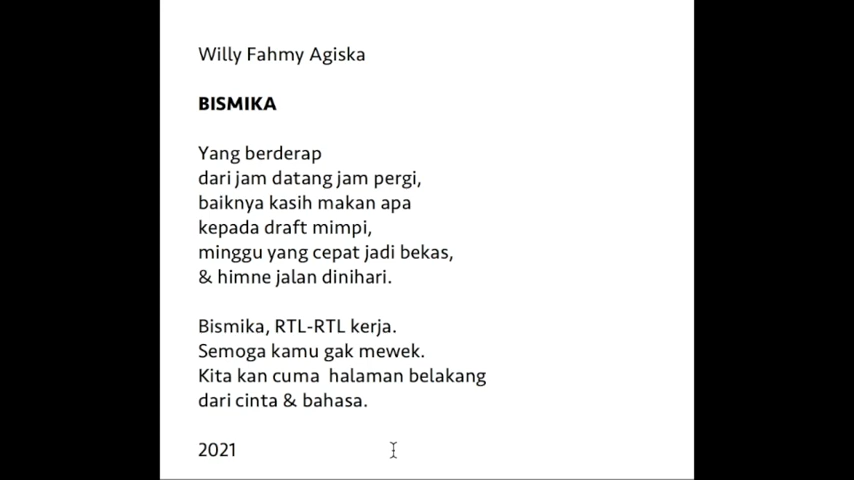 Willy Fahmy Agiska
BISMIKA
Yang berderap
dari jam datang jam pergi,
baiknya kasih makan apa
kepada draft mimpi,
minggu yang cepat jadi bekas,
& himne jalan dinihari.
Bismika, RTL-RTL kerja.
Semoga kamu gak mewek.
Kita kan cuma  halaman belakang
dari cinta & bahasa.
2021